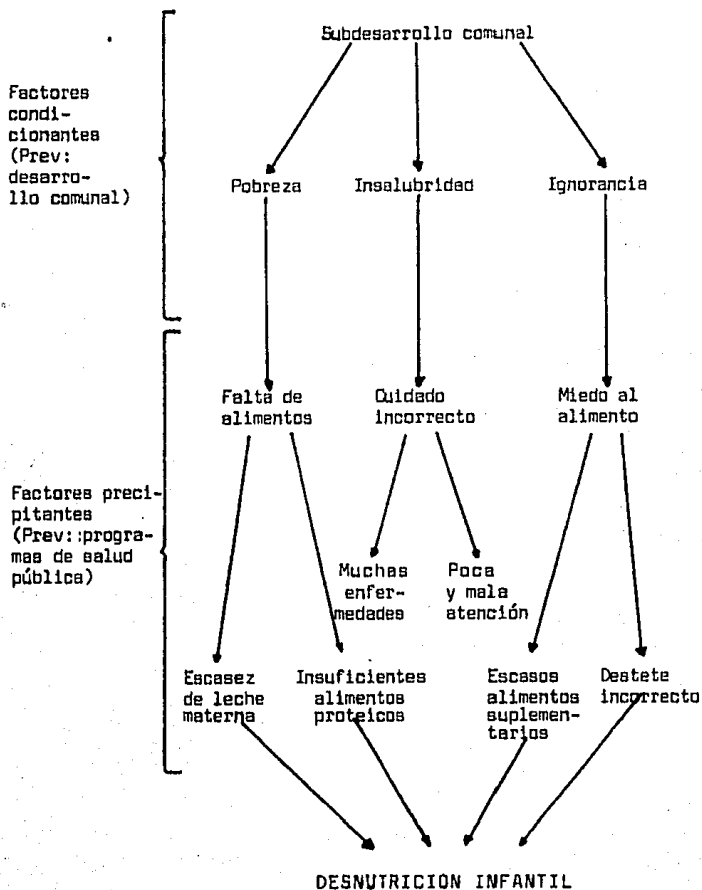 Subdesarrollo comunal
Factores
condi-
cionantes
(Prev:
desarro-
llo comunal)
Pobreza
Insalubridad
Ignorancia
Falta de
alimentos
Cuidado
incorrecto
Miedo al
alimento
Factores preci-
pitantes
(Prev::progra-
mas de salud
pública)
Muchas
enfer-
medades
Poca
y mala
atención
Escasez
de leche
materna
Insuficientes
alimentos
proteicos
Escasos
alimentos
suplemen-
tarios
Destete
incorrecto
DESNUTRICION INFANTIL